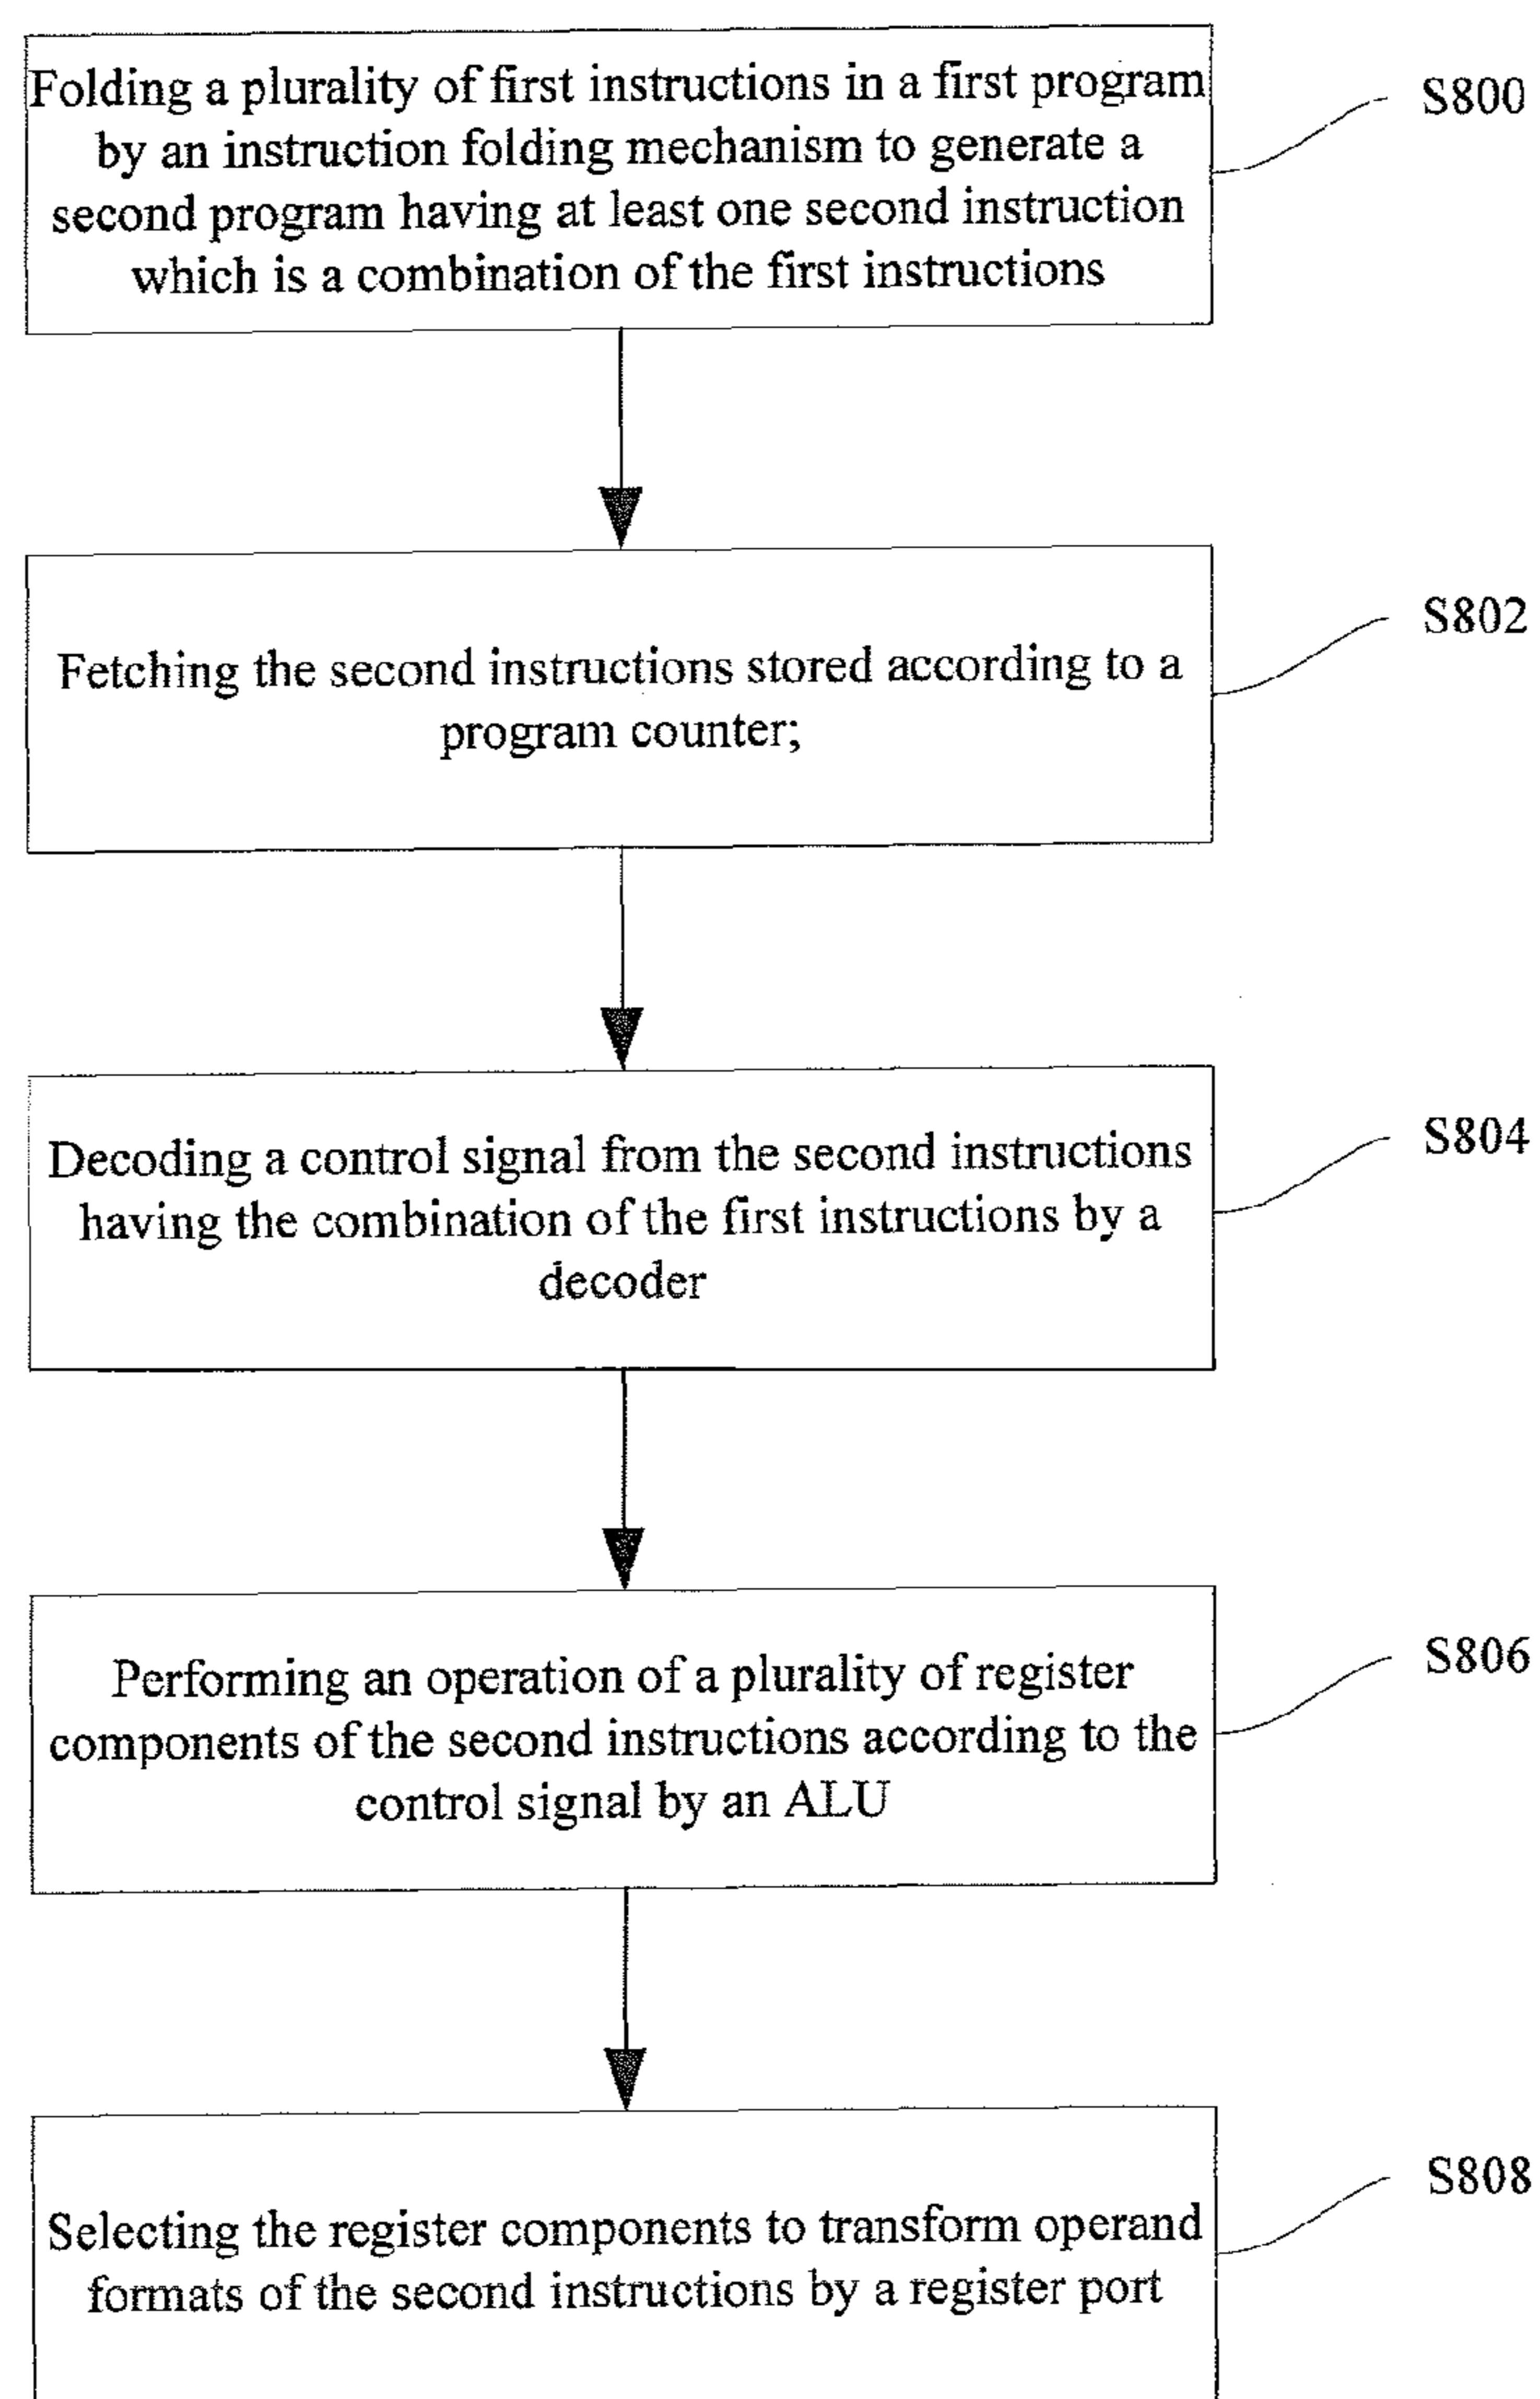 Folding a plurality of first instructions in a first program
by an instruction folding mechanism to generate a
second program having at least one second instruction
which is a combination of the first instructions
S800
Fetching the second instructions stored according to a
program counter;
S802
Decoding a control signal from the second instructions
having the combination of the first instructions by a
decoder
S804
Performing an operation of a plurality of register
components of the second instructions according to the
control signal by an ALU
S806
Selecting the register components to transform operand
formats of the second instructions by a register port
S808